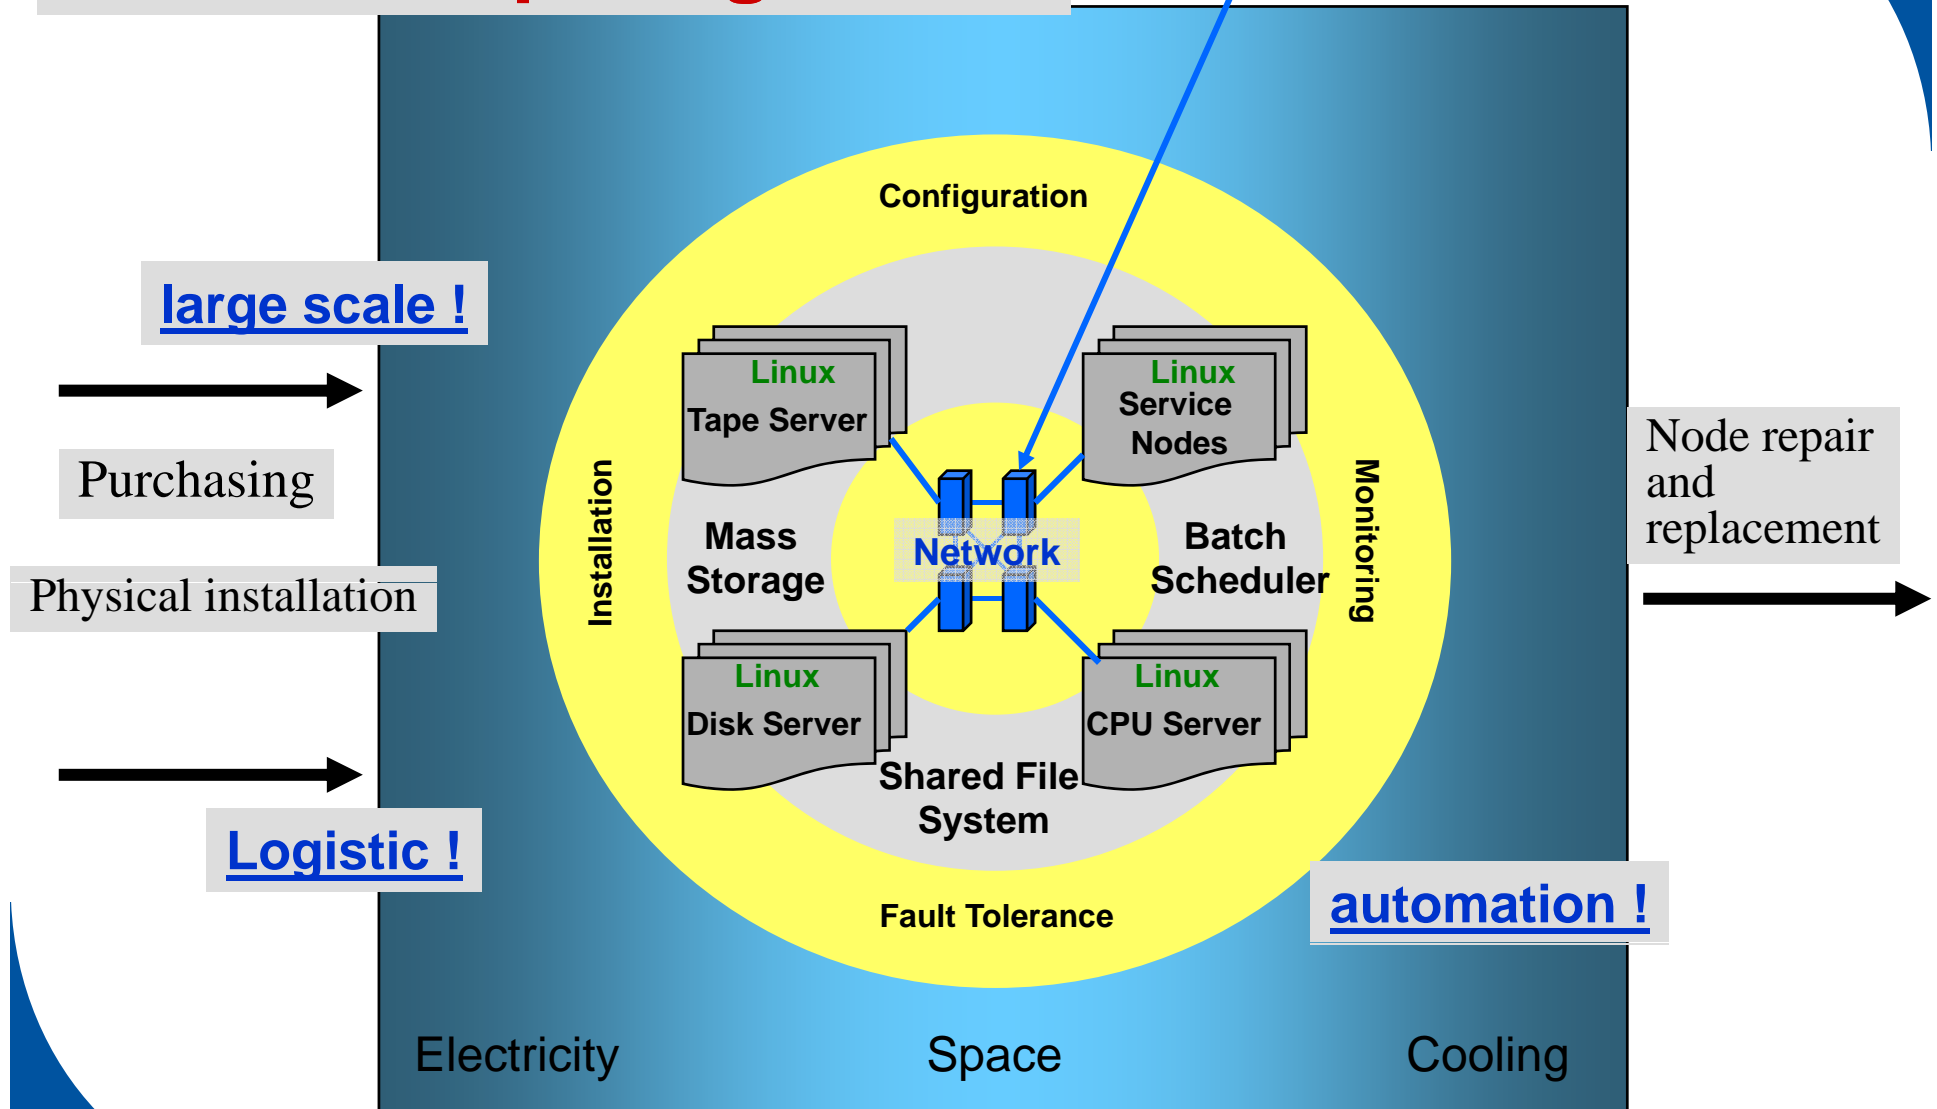 Configuration
large scale !
Linux
Tape Server
Linux
Service
Nodes
Purchasing
Installation
Mass
Storage
Network
Batch
Scheduler
Monitoring
Node repair
and
replacement
Physical installation
Linux
Disk Server
Linux
CPU Server
Shared File
System
Logistic !
Fault Tolerance
automation !
Electricity
Space
Cooling